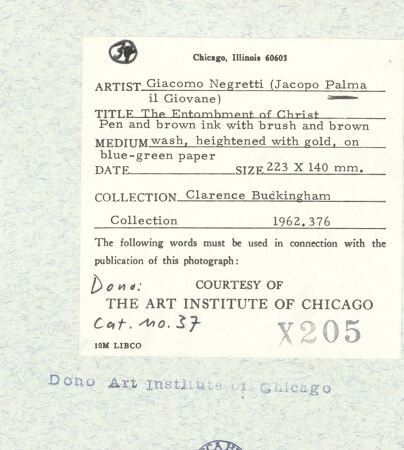 34
Chicago, Illinois 60603
ARTIST Giacomo Negretti (Jacopo Palma
il Giovane)
TITLE The Entombment of Christ
Pen and brown ink with brush and brown
MEDIUM wash, heightened with gold, on
blue-green paper
DATE SIZE 223 X 140 mm.
COLLECTION Clarence Buckingham
Collection 1962.376
The following words must be used in connection with the
publication of this photograph:
Dono: COURTESY OF
THE ART INSTITUTE OF CHICAGO
Cat. no. 37 X205
10M LIBCO
Dono Art Institute of Chicago